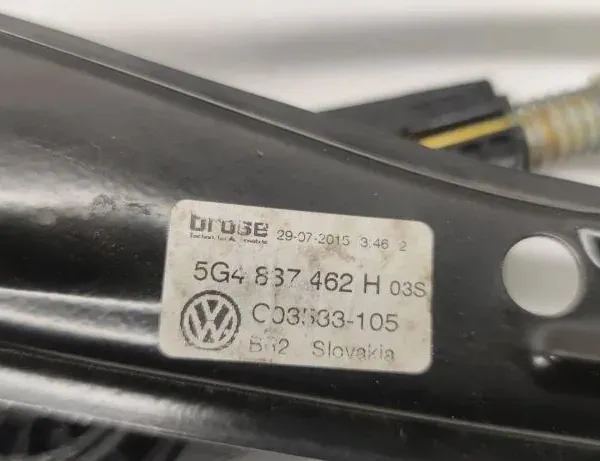 brose 29-07-2015 3:46 2
5G4 837 462 H 03S
C03533-105
Slovakia